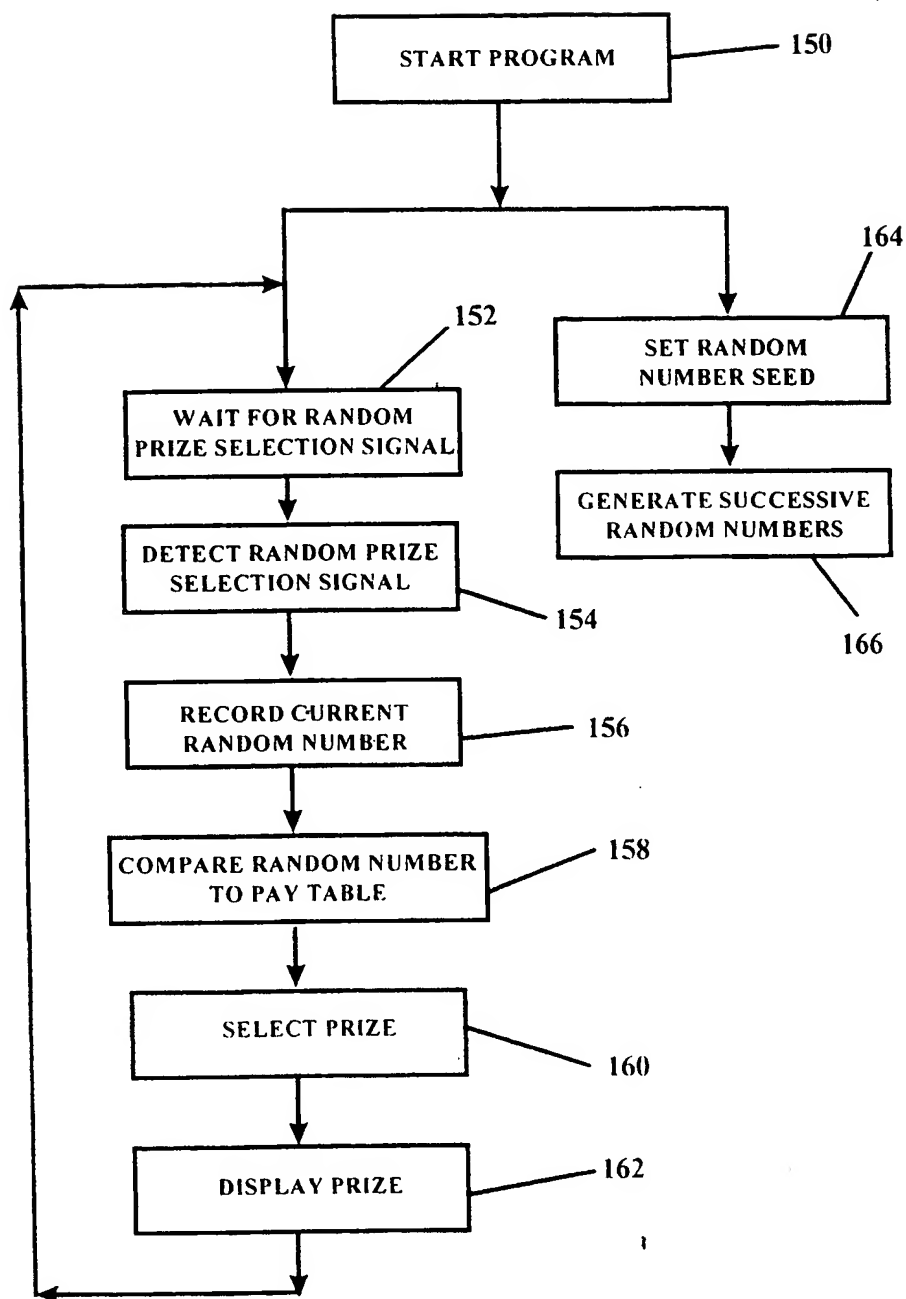 START PROGRAM
150
164
152
SET RANDOM
NUMBER SEED
WAIT FOR RANDOM
PRIZE SELECTION SIGNAL
GENERATE SUCCESSIVE
RANDOM NUMBERS
DETECT RANDOM PRIZE
SELECTION SIGNAL
154
166
RECORD CURRENT
RANDOM NUMBER
156
COMPARE RANDOM NUMBER
TO PAY TABLE
158
SELECT PRIZE
160
DISPLAY PRIZE
162